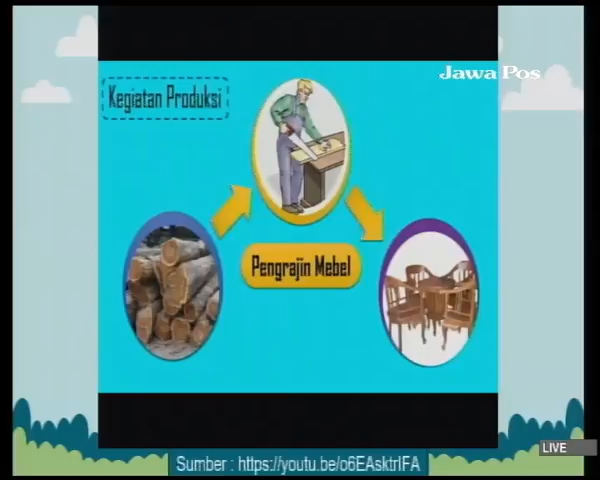 Jawa Pos
Kegiatan Produksi
Pengrajin Mebel
LIVE
Sumber : https://youtu.be/o6EAsktrIFA